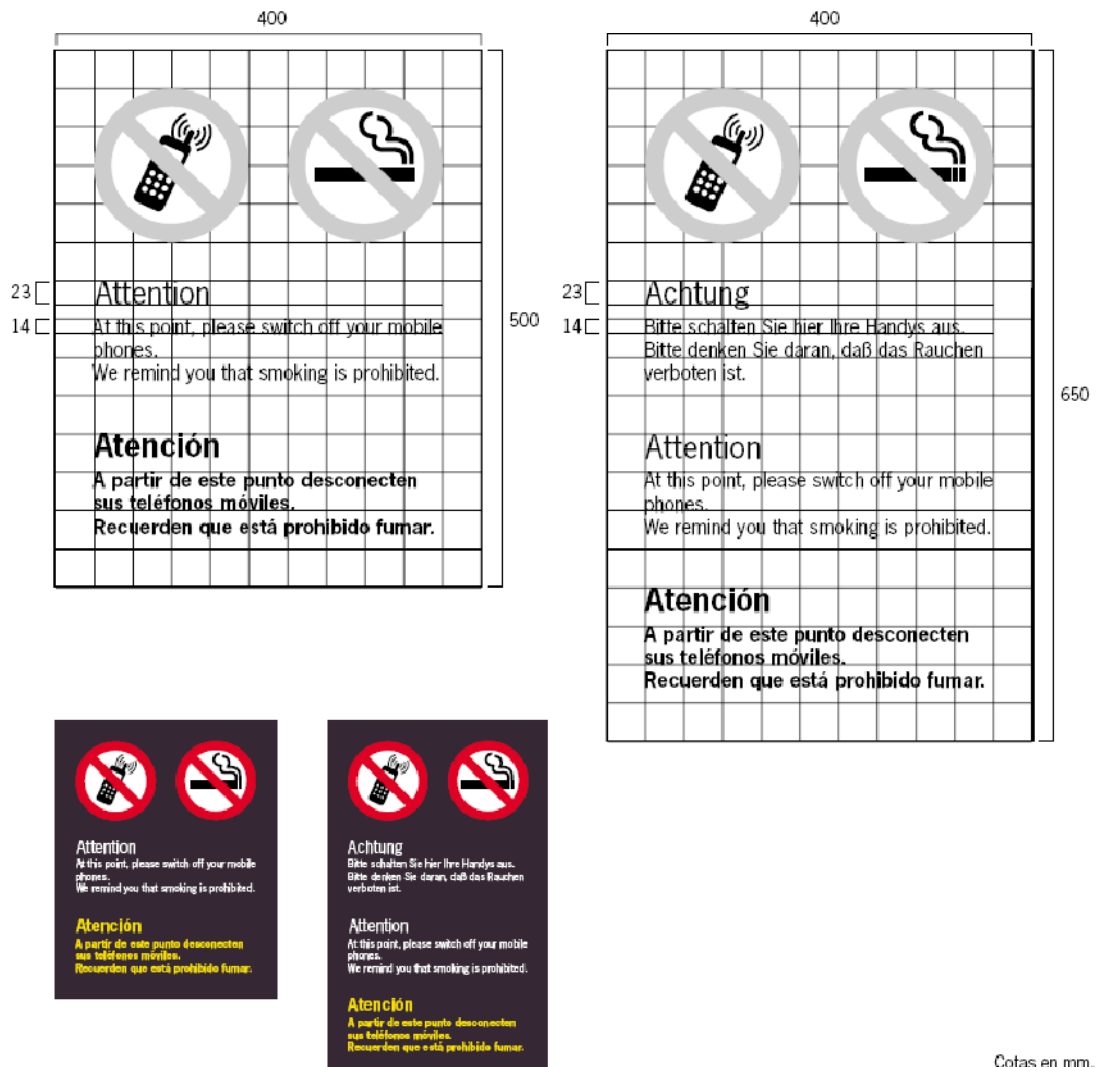 400
23
14
500
Attention
At this point, please switch off your mobile
phones.
We remind you that smoking is prohibited.
Atención
A partir de este punto desconecten
sus teléfonos móviles.
Recuerden que está prohibido fumar.
400
23
14
650
Achtung
Bitte schalten Sie hier Ihre Handys aus.
Bitte denken Sie daran, daß das Rauchen
verboten ist.
Attention
At this point, please switch off your mobile
phones.
We remind you that smoking is prohibited.
Atención
A partir de este punto desconecten
sus teléfonos móviles.
Recuerden que está prohibido fumar.
Attention
At this point, please switch off your mobile
phones.
We remind you that smoking is prohibited.
Atención
A partir de este punto desconecten
sus teléfonos móviles.
Recuerden que está prohibido fumar.
Achtung
Bitte schalten Sie hier Ihre Handys aus.
Bitte denken Sie daran, daß das Rauchen
verboten ist.
Attention
At this point, please switch off your mobile
phones.
We remind you that smoking is prohibited.
Atención
A partir de este punto desconecten
sus teléfonos móviles.
Recuerden que está prohibido fumar.
Cotas en mm.